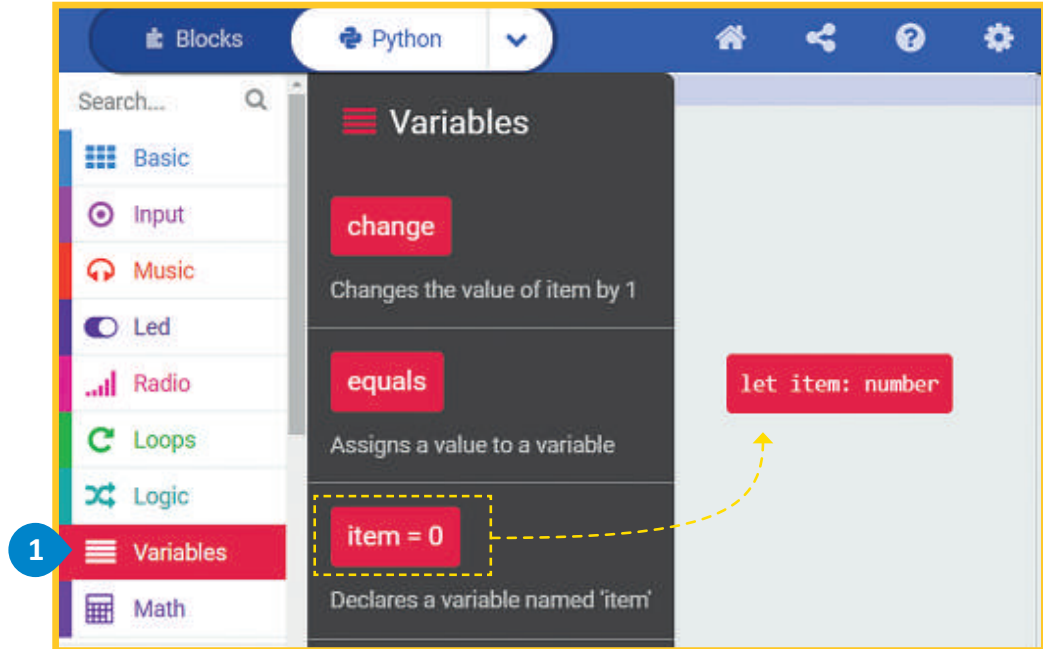 Blocks
Python
Search...
Basic
Input
Music
Led
Radio
Loops
Logic
Variables
Math
1
Variables
change
Changes the value of item by 1
equals
Assigns a value to a variable
item = 0
Declares a variable named 'item'
let item: number